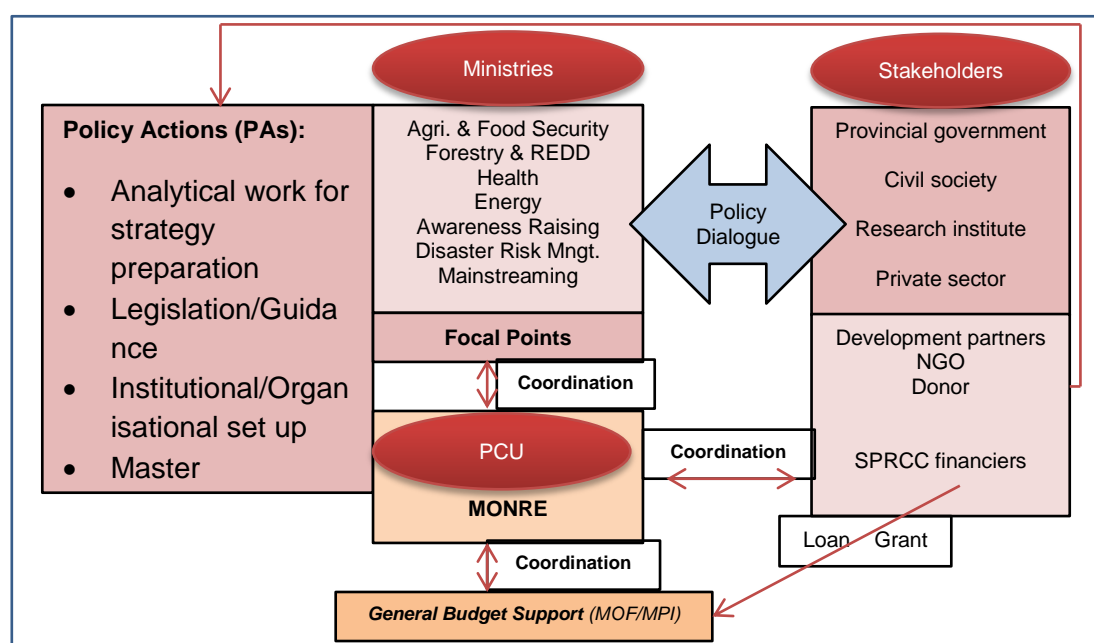 Ministries
Stakeholders
Policy Actions (PAs):
• Analytical work for
strategy
preparation
• Legislation/Guida
nce
• Institutional/Organ
isational set up
• Master
Agri. & Food Security
Forestry & REDD
Health
Energy
Awareness Raising
Disaster Risk Mngt.
Mainstreaming
Focal Points
Policy
Dialogue
Provincial government
Civil society
Research institute
Private sector
Development partners
NGO
Donor
SPRCC financiers
Coordination
PCU
MONRE
Coordination
Loan Grant
Coordination
General Budget Support (MOF/MPI)